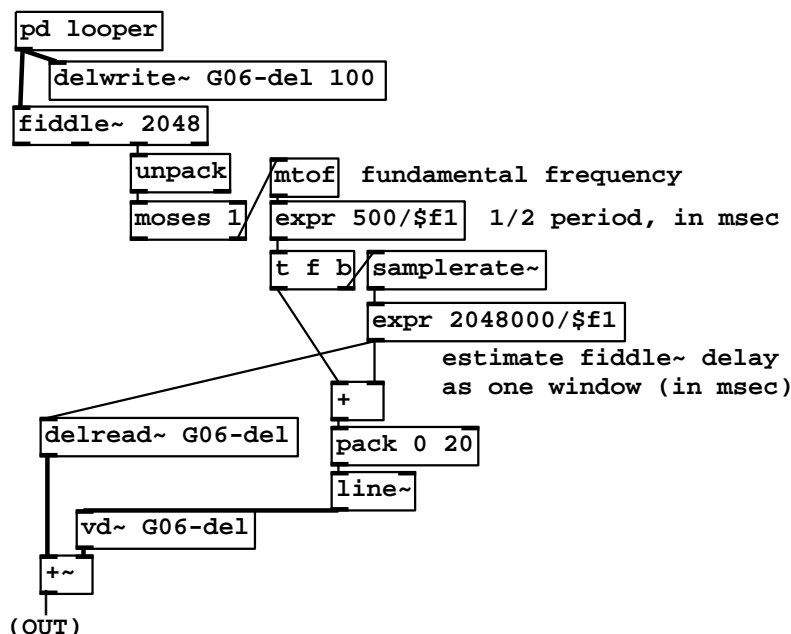 pd looper
delwrite~ G06-del 100
fiddle~ 2048
unpack
mtof
fundamental frequency
moses 1
expr 500/$f1
1/2 period, in msec
t f b
samplerate~
expr 2048000/$f1
estimate fiddle~ delay
as one window (in msec)
+
delread~ G06-del
pack 0 20
line~
vd~ G06-del
+~
(OUT)